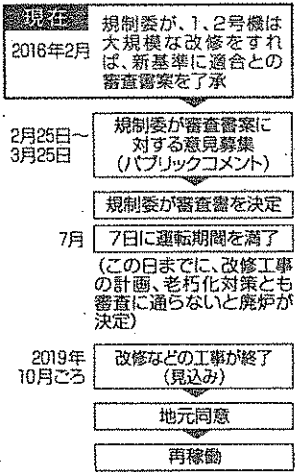 現在
2016年2月
規制委が、1、2号機は
大規模な改修をすれ
ば、新基準に適合との
審査書案を了承
2月25日〜
3月25日
規制委が審査書案に
対する意見募集
(パブリックコメント)
規制委が審査書を決定
7月
7日に運転期間を満了
(この日までに、改修工事
の計画、老朽化対策とも
審査に通らないと廃炉が
決定)
2019年
10月ごろ
改修などの工事が終了
(見込み)
地元同意
再稼働